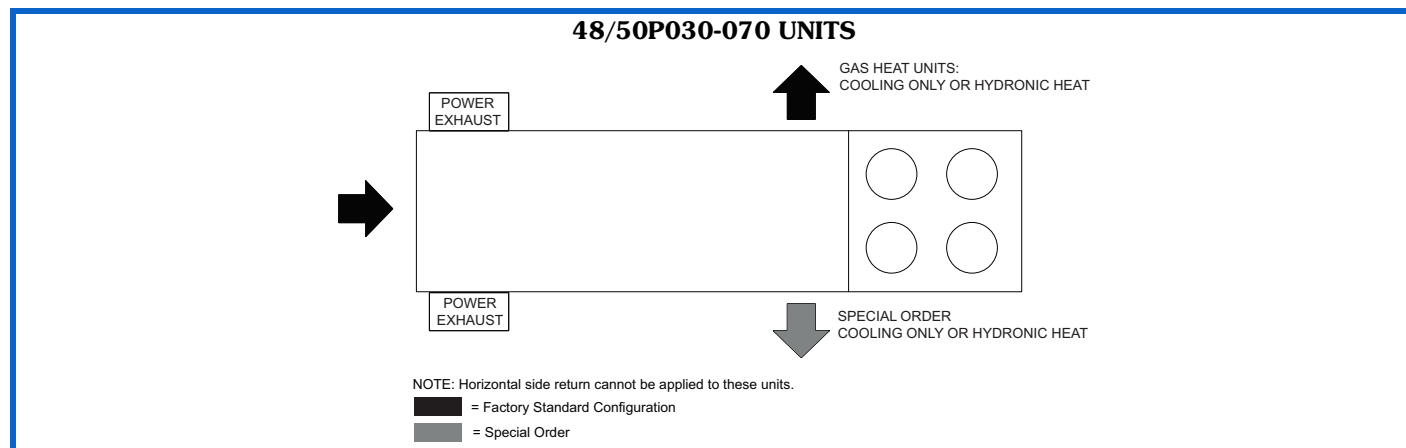 48/50P030-070 UNITS
GAS HEAT UNITS:
COOLING ONLY OR HYDRONIC HEAT
POWER
EXHAUST
POWER
EXHAUST
SPECIAL ORDER
COOLING ONLY OR HYDRONIC HEAT
NOTE: Horizontal side return cannot be applied to these units.
= Factory Standard Configuration
= Special Order